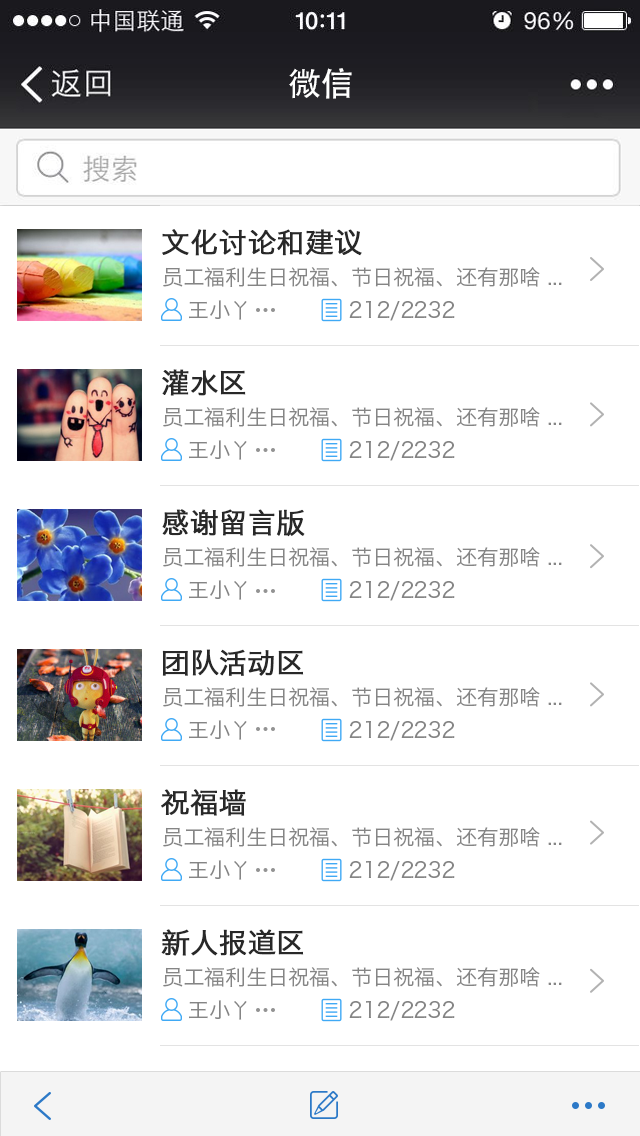 中国联通 10:11 96%
返回 微信
搜索
文化讨论和建议
员工福利生日祝福、节日祝福、还有那啥 ...
王小丫 ··· 212/2232
灌水区
员工福利生日祝福、节日祝福、还有那啥 ...
王小丫 ··· 212/2232
感谢留言版
员工福利生日祝福、节日祝福、还有那啥 ...
王小丫 ··· 212/2232
团队活动区
员工福利生日祝福、节日祝福、还有那啥 ...
王小丫 ··· 212/2232
祝福墙
员工福利生日祝福、节日祝福、还有那啥 ...
王小丫 ··· 212/2232
新人报道区
员工福利生日祝福、节日祝福、还有那啥 ...
王小丫 ··· 212/2232